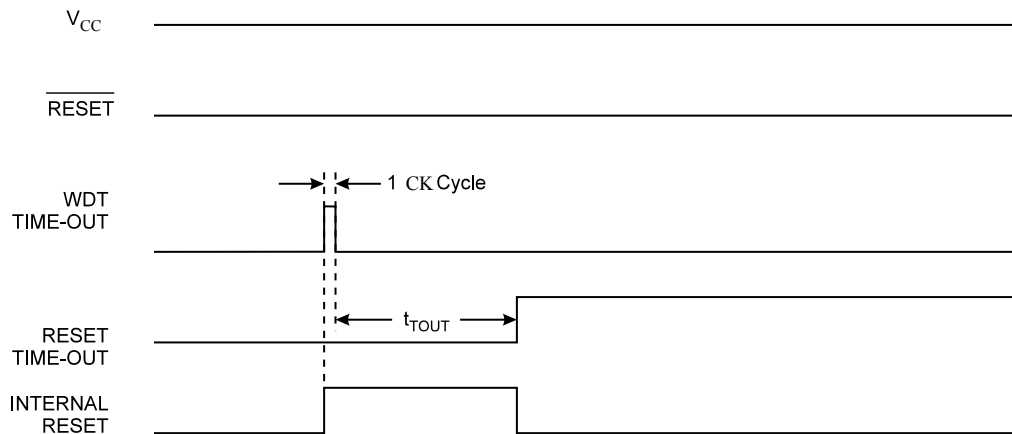 VCC
RESET
1 CK Cycle
WDT
TIME-OUT
tTOUT
RESET
TIME-OUT
INTERNAL
RESET